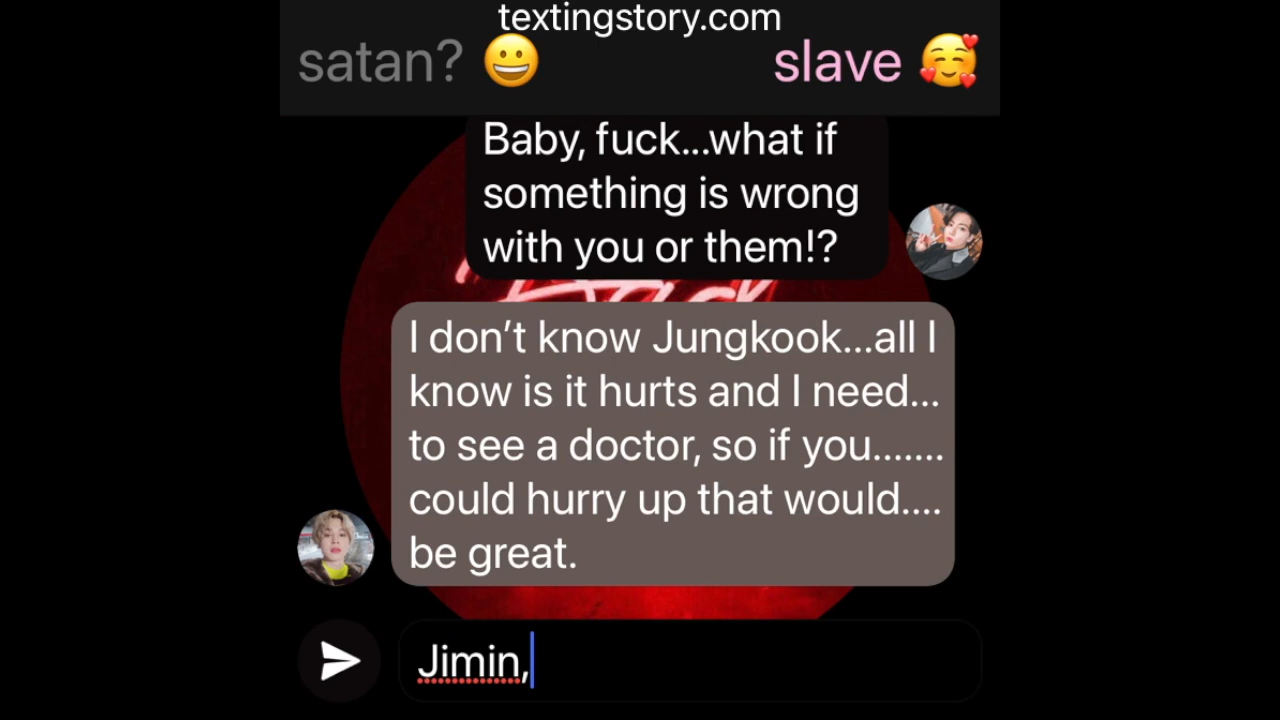 textingstory.com
satan? 😀 slave 🥰
Baby, fuck...what if
something is wrong
with you or them!?
I don’t know Jungkook...all I
know is it hurts and I need...
to see a doctor, so if you.......
could hurry up that would....
be great.
Jimin,